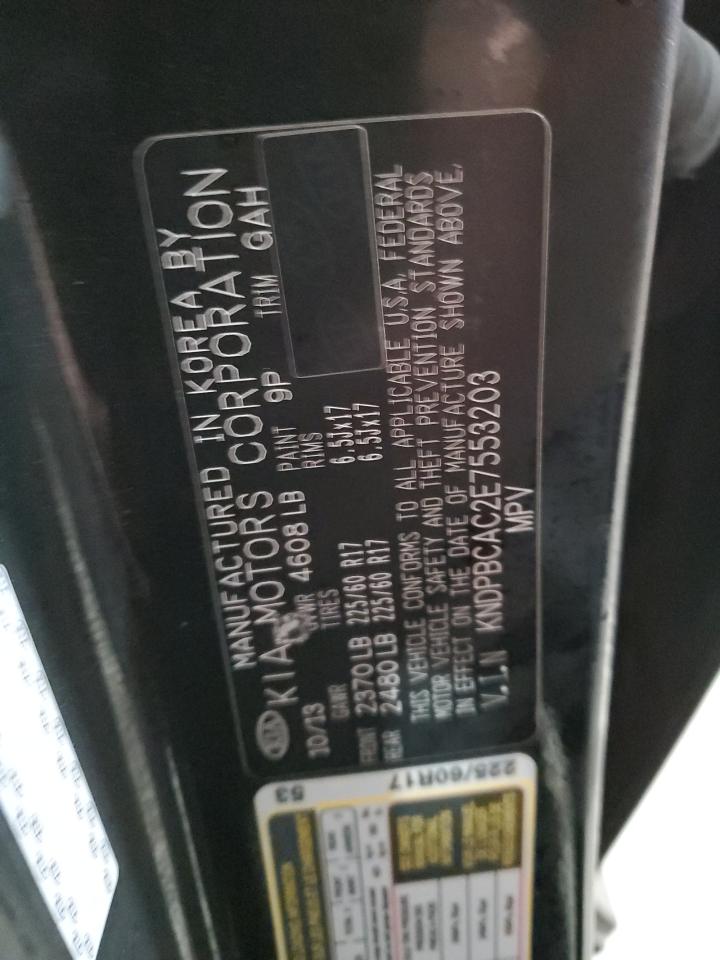 MANUFACTURED IN KOREA BY
KIA KIA MOTORS CORPORATION
10/13 GVWR 4608 LB PAINT 9P TRIM GAH
GAWR TIRES RIMS
FRONT 2370 LB 225/60 R17 6.5Jx17
REAR 2480 LB 225/60 R17 6.5Jx17
THIS VEHICLE CONFORMS TO ALL APPLICABLE U.S.A. FEDERAL
MOTOR VEHICLE SAFETY AND THEFT PREVENTION STANDARDS
IN EFFECT ON THE DATE OF MANUFACTURE SHOWN ABOVE.
V.I.N KNDPBCAC2E7553203
MPV
53
225/60R17